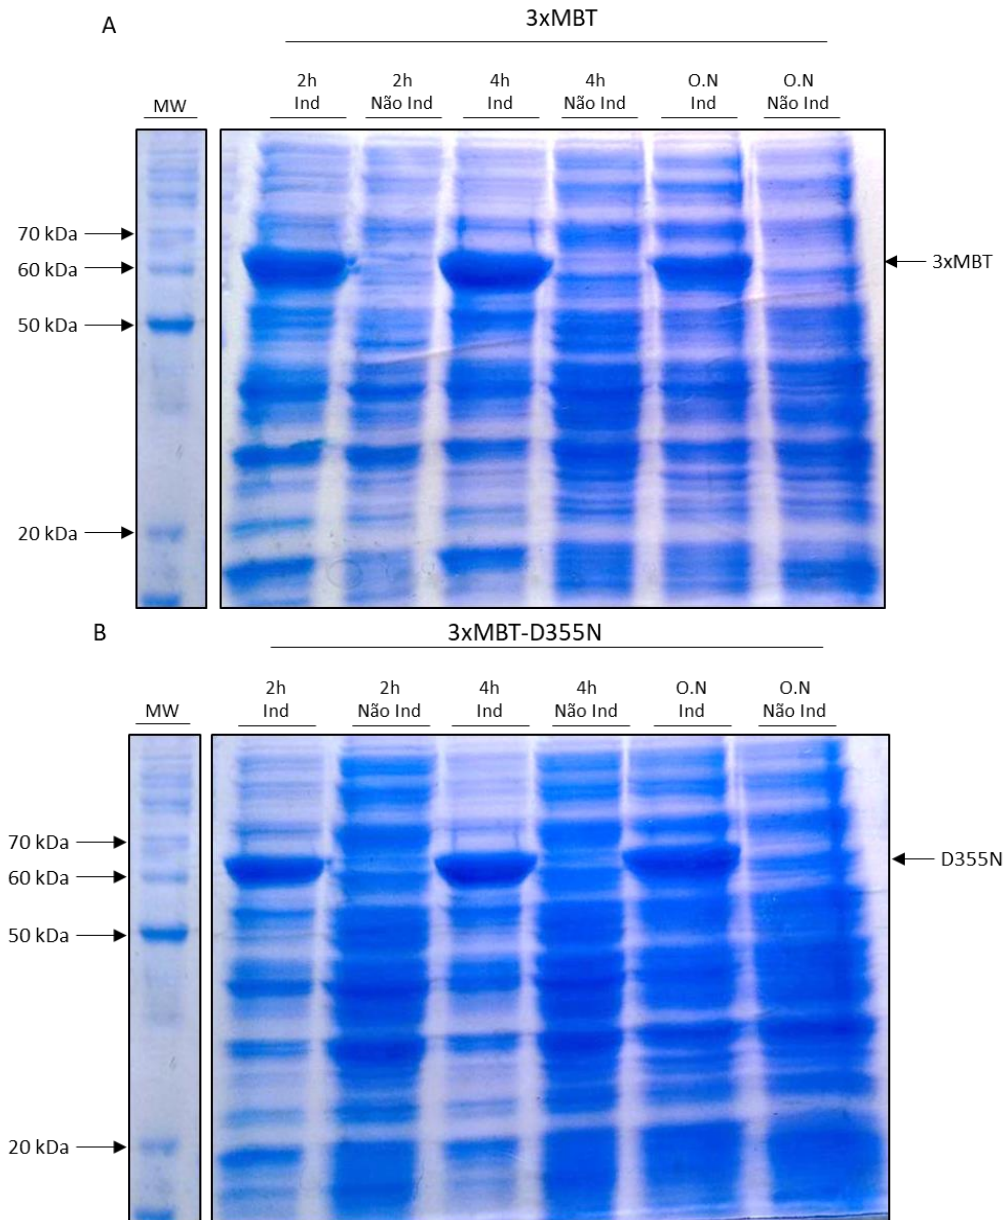 A
3xMBT
MW
2h
Ind
2h
Não Ind
4h
Ind
4h
Não Ind
O.N
Ind
O.N
Não Ind
70 kDa
60 kDa
50 kDa
20 kDa
3xMBT
B
3xMBT-D355N
MW
2h
Ind
2h
Não Ind
4h
Ind
4h
Não Ind
O.N
Ind
O.N
Não Ind
70 kDa
60 kDa
50 kDa
20 kDa
D355N